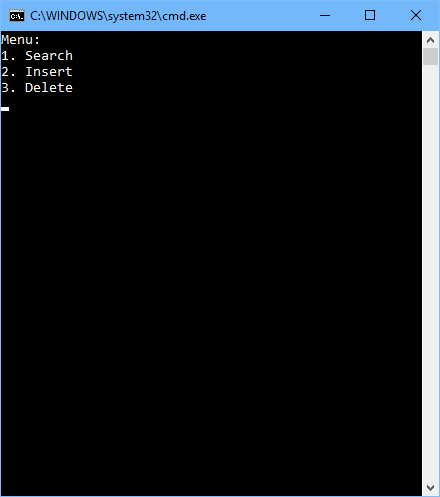 C:\WINDOWS\system32\cmd.exe
Menu:
1. Search
2. Insert
3. Delete